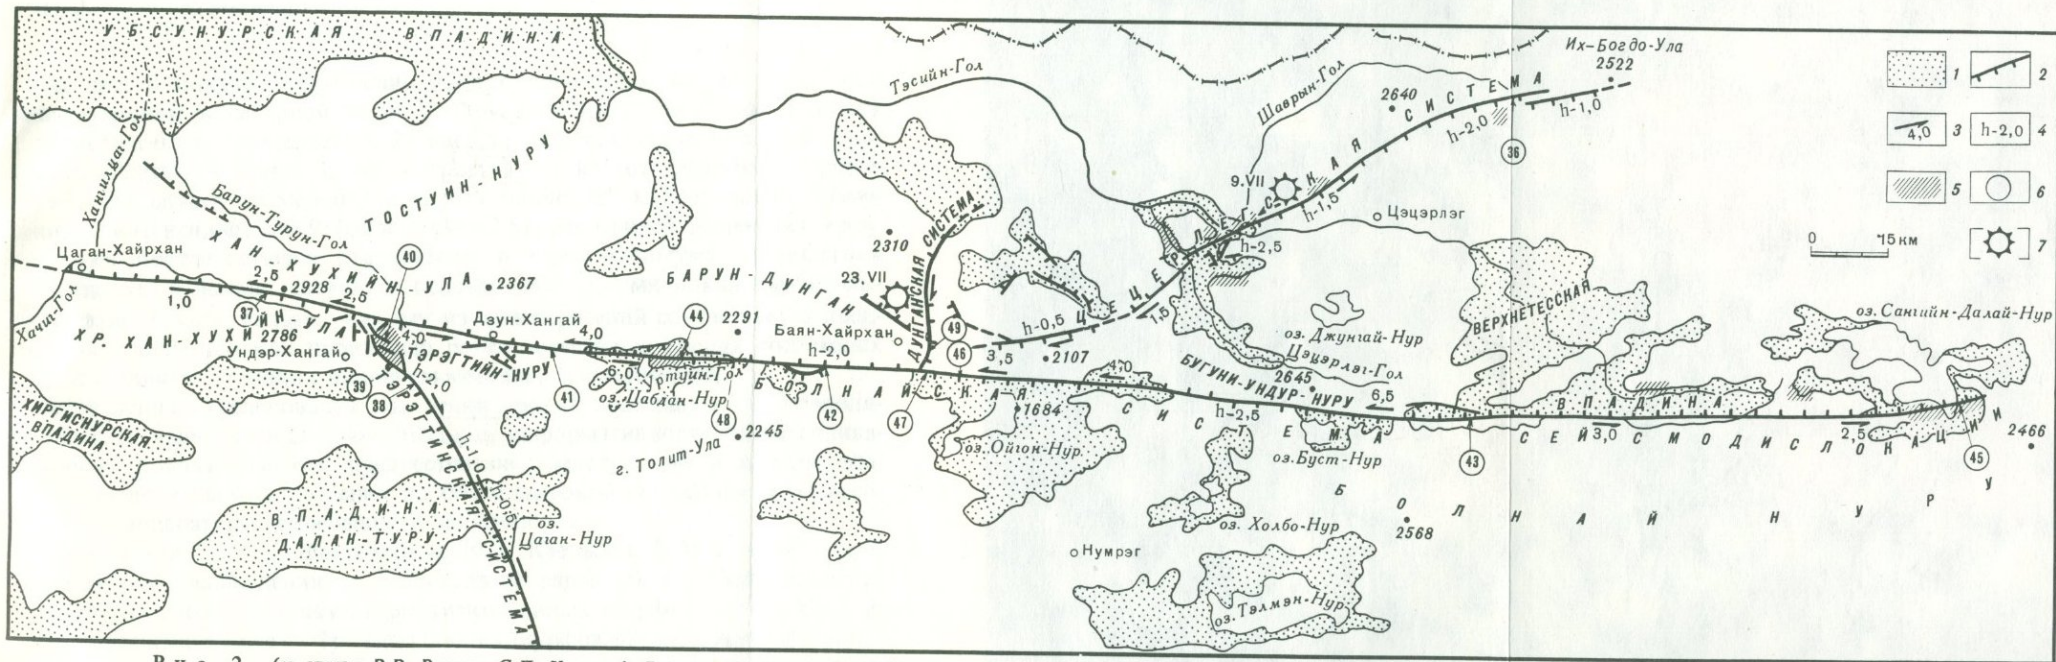 УБСУНУРСКАЯ ВПАДИНА
Их-Богдо-Ула
2522
Тэсийн-Гол
Шаврын-Гол
2640
ЦЕЦЕРЛЕГСКАЯ СИСТЕМА
h-2,0
h-1,0
36
1
2
4,0
3
h-2,0
4
5
6
7
0 15 км
Хангилцаг-Гол
Барун-Турун-Гол
ТОСТУИН-НУРУ
9.VII
h-1,5
h-2,5
1,5
Цэцэрлэг
Цаган-Хайрхан
ХАН-ХУХИЙН-УЛА
40
2310
ДУНГАНСКАЯ СИСТЕМА
2,5
2928
2,5
2367
БАРУН-ДУНГАН
23.VII
1,0
37
Хачиг-Гол
ХР. ХАН-ХУХИЙН-УЛА
2786
Ундэр-Хангай
Дзун-Хангай
4,0
4,0
44
2291
Баян-Хайрхан
h-2,0
49
46
h-0,5
3,5
2107
4,0
оз. Джунгай-Нур
Цэцэрлэг-Гол
ВЕРХНЕТЕССКАЯ ВПАДИНА
оз. Сангийн-Далай-Нур
ТЭРЭГТИЙН-НУРУ
h-2,0
39
38
41
6,0
ртуйн-Гол
оз. Цабдан-Нур
48
42
47
БОЛНАЙСКАЯ СИСТЕМА СЕЙСМОДИСЛОКАЦИИ
БУГУНИ-УНДУР-НУРУ
2645
h-2,5
6,5
43
3,0
2,5
45
2466
ХИРГИСНУРСКАЯ
ВПАДИНА
2245
г. Толит-Ула
1684
оз. Ойгон-Нур
оз. Буст-Нур
h-1,0
h-0,5
ЭРЭГТИНСКАЯ СИСТЕМА
ВПАДИНА
ДАЛАН-ТУРУ
оз.
Цаган-Нур
оз. Холбо-Нур
2568
БОЛНАЙ НУРУ
Нумрэг
оз. Тэлмэн-Нур